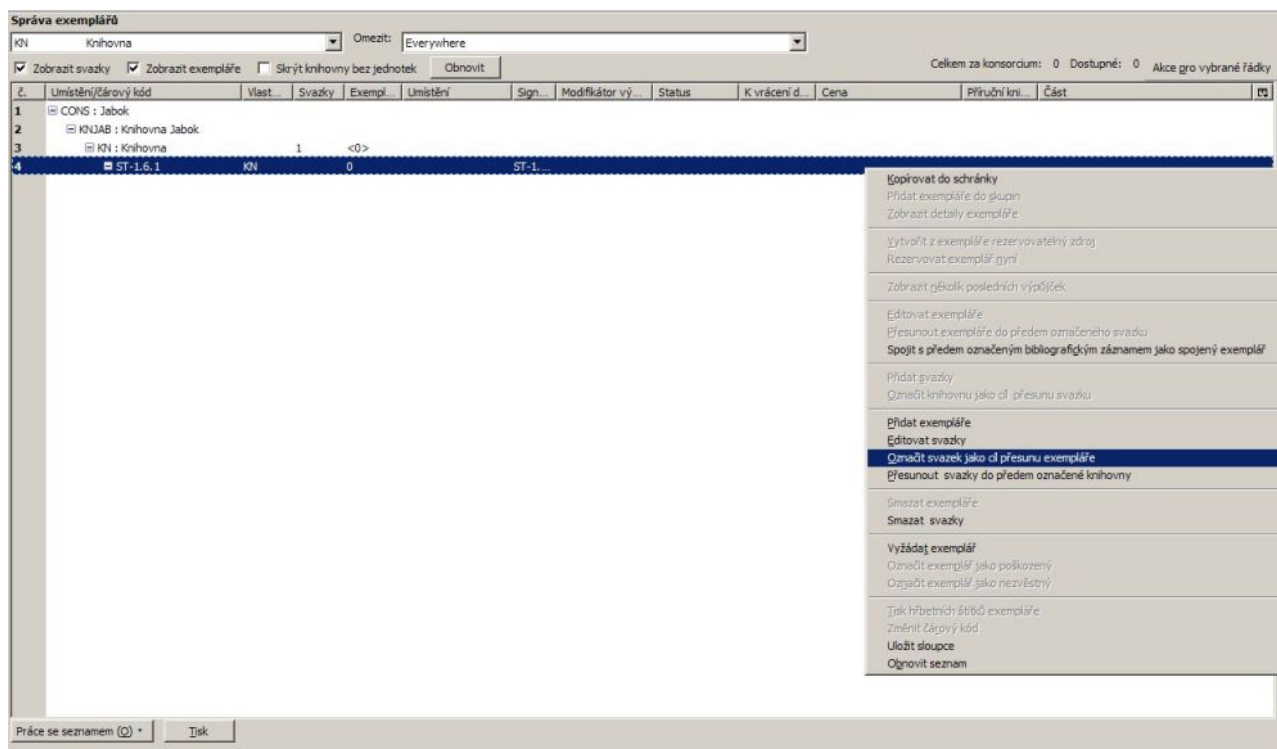 Správa exemplářů
KN Knihovna Omezit: Everywhere
Zobrazit svazky Zobrazit exempláře Skrýt knihovny bez jednotek Obnovit Celkem za konsorcium: 0 Dostupné: 0 Akce pro vybrané řádky
č. Umístění/čárový kód Vlast... Svazky Exempl... Umístění Sign... Modifikátor vý... Status K vrácení d... Cena Příruční kni... Část
1 CONS : Jabok
2 KNJAB : Knihovna Jabok
3 KN : Knihovna 1 <0>
4 ST-1.6.1 KN 0 ST-1....
Kopírovat do schránky
Přidat exempláře do skupin
Zobrazit detaily exempláře
Vytvořit z exempláře rezervovatelný zdroj
Rezervovat exemplář nyní
Zobrazit několik posledních výpůjček
Editovat exempláře
Přesunout exempláře do předem označeného svazku
Spojit s předem označeným bibliografickým záznamem jako spojený exemplář
Přidat svazky
Označit knihovnu jako cíl přesunu svazku
Přidat exempláře
Editovat svazky
Označit svazek jako cíl přesunu exempláře
Přesunout svazky do předem označené knihovny
Smazat exempláře
Smazat svazky
Vyžádat exemplář
Označit exemplář jako poškozený
Označit exemplář jako nezvěstný
Tisk hřbetních štítků exempláře
Změnit čárový kód
Uložit sloupce
Obnovit seznam
Práce se seznamem (O) Tisk